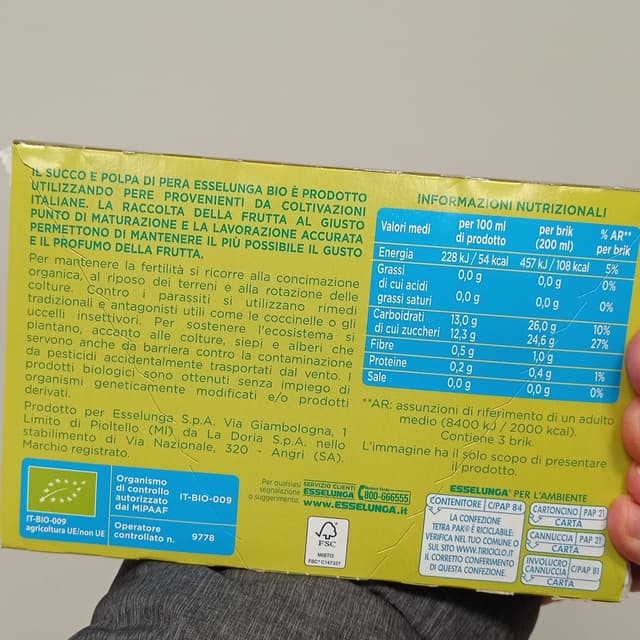 IL SUCCO E POLPA DI PERA ESSELUNGA BIO È PRODOTTO
UTILIZZANDO PERE PROVENIENTI DA COLTIVAZIONI
ITALIANE. LA RACCOLTA DELLA FRUTTA AL GIUSTO
PUNTO DI MATURAZIONE E LA LAVORAZIONE ACCURATA
PERMETTONO DI MANTENERE IL PIÙ POSSIBILE IL GUSTO
E IL PROFUMO DELLA FRUTTA.
Per mantenere la fertilità si ricorre alla concimazione
organica, al riposo dei terreni e alla rotazione delle
colture. Contro i parassiti si utilizzano rimedi
tradizionali e antagonisti utili come le coccinelle o gli
uccelli insettivori. Per sostenere l'ecosistema si
piantano, accanto alle colture, siepi e alberi che
servono anche da barriera contro la contaminazione
da pesticidi accidentalmente trasportati dal vento. I
prodotti biologici sono ottenuti senza impiego di
organismi geneticamente modificati e/o prodotti
derivati.
Prodotto per Esselunga S.p.A. Via Giambologna, 1
Limito di Pioltello (MI) da La Doria S.p.A. nello
stabilimento di Via Nazionale, 320 - Angri (SA).
Marchio registrato.
IT-BIO-009
agricoltura UE/non UE
Organismo
di controllo
autorizzato
dal MIPAAF
IT-BIO-009
Operatore
controllato n.
9778
Per qualsiasi
segnalazione
o suggerimento:
SERVIZIO CLIENTI
ESSELUNGA
800-666555
www.ESSELUNGA.it
FSC
MISTO
INFORMAZIONI NUTRIZIONALI
Valori medi per 100 ml di prodotto per brik (200 ml) % AR** per brik
Energia 228 kJ / 54 kcal 457 kJ / 108 kcal 5%
Grassi 0,0 g 0,0 g 0%
di cui acidi grassi saturi 0,0 g 0,0 g 0%
Carboidrati 13,0 g 26,0 g 10%
di cui zuccheri 12,3 g 24,6 g 27%
Fibre 0,5 g 1,0 g
Proteine 0,2 g 0,4 g 1%
Sale 0,0 g 0,0 g 0%
**AR: assunzioni di riferimento di un adulto
medio (8400 kJ / 2000 kcal).
Contiene 3 brik.
L'immagine ha il solo scopo di presentare
il prodotto.
ESSELUNGA® PER L'AMBIENTE
CONTENITORE C/PAP 84
LA CONFEZIONE
TETRA PAK® È RICICLABILE:
VERIFICA NEL TUO COMUNE O
SUL SITO WWW.TIRICICLO.IT
IL CORRETTO CONFERIMENTO
DI QUESTA CONFEZIONE.
CARTONCINO PAP 21
CARTA
CANNUCCIA PAP 21
CARTA
INVOLUCRO
CANNUCCIA C/PAP 81
CARTA